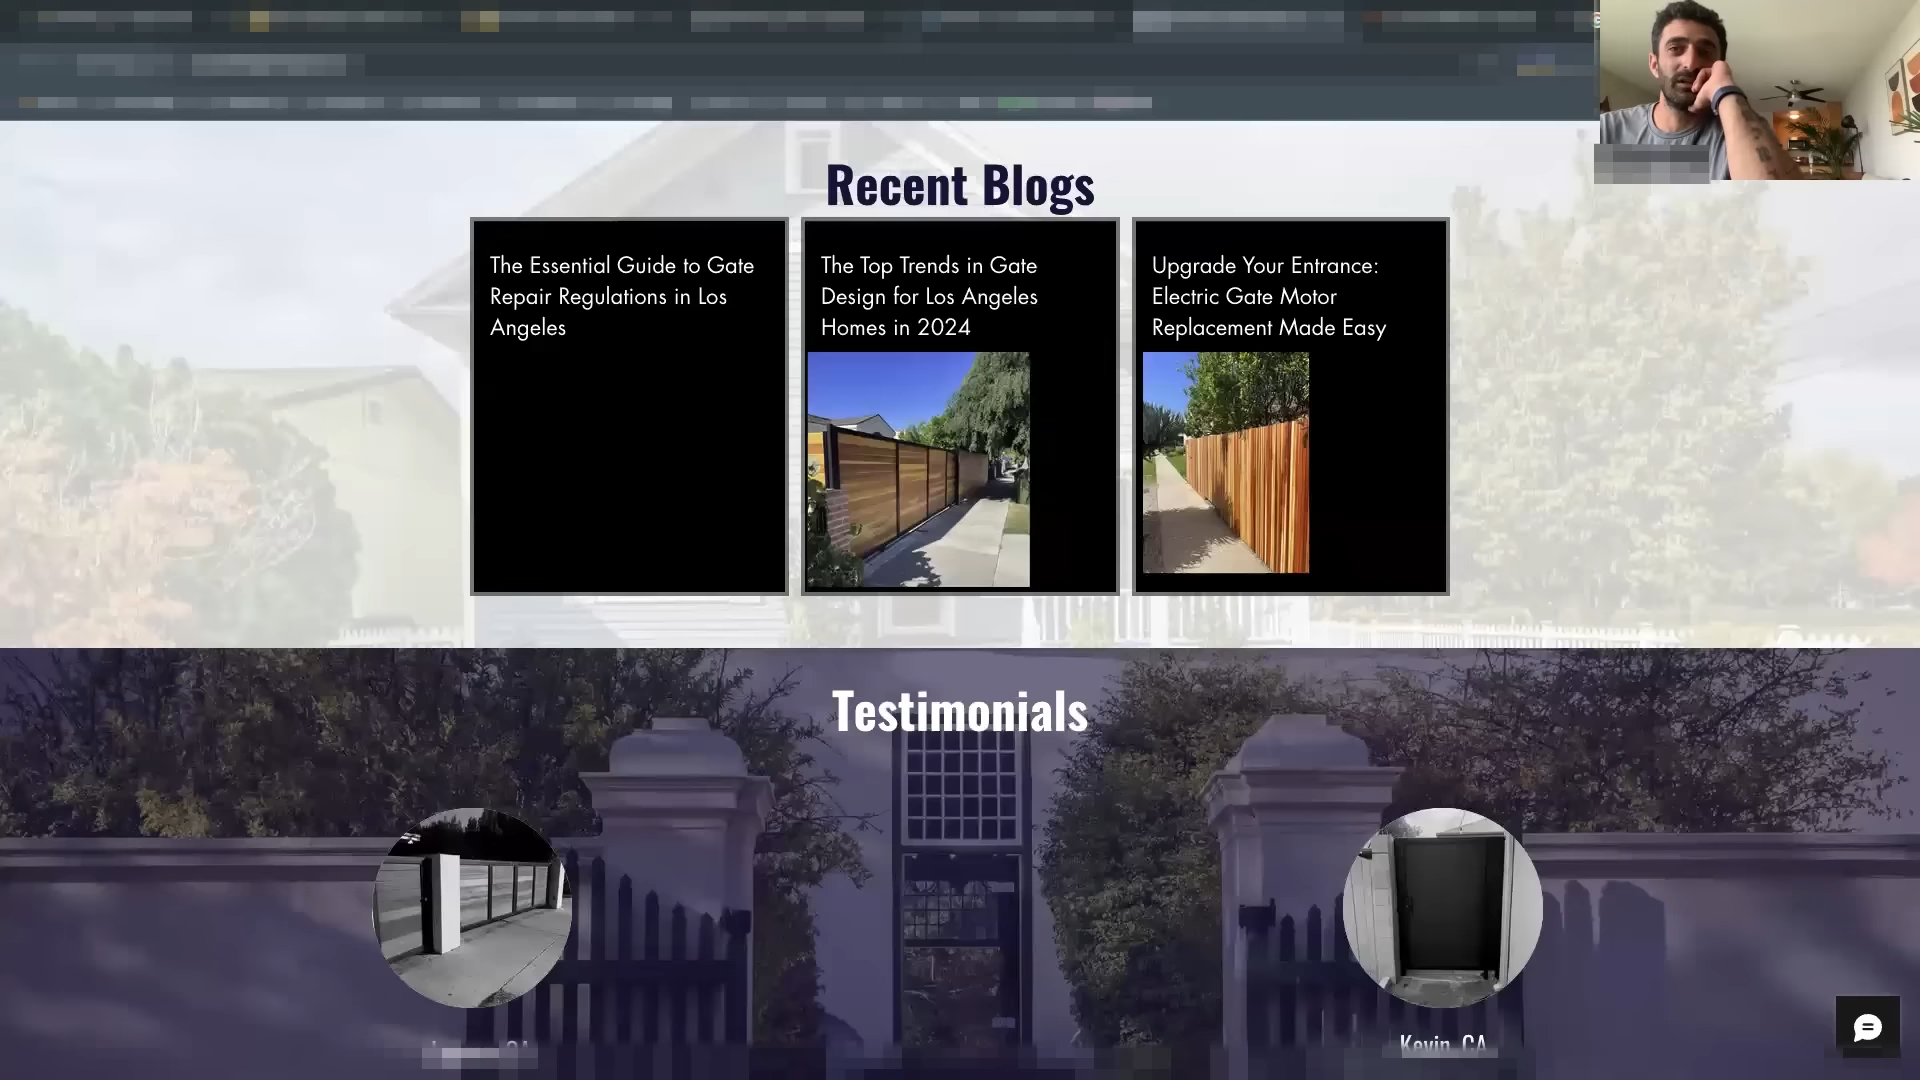 Recent Blogs
The Essential Guide to Gate
Repair Regulations in Los
Angeles
The Top Trends in Gate
Design for Los Angeles
Homes in 2024
Upgrade Your Entrance:
Electric Gate Motor
Replacement Made Easy
Testimonials
Kevin, CA